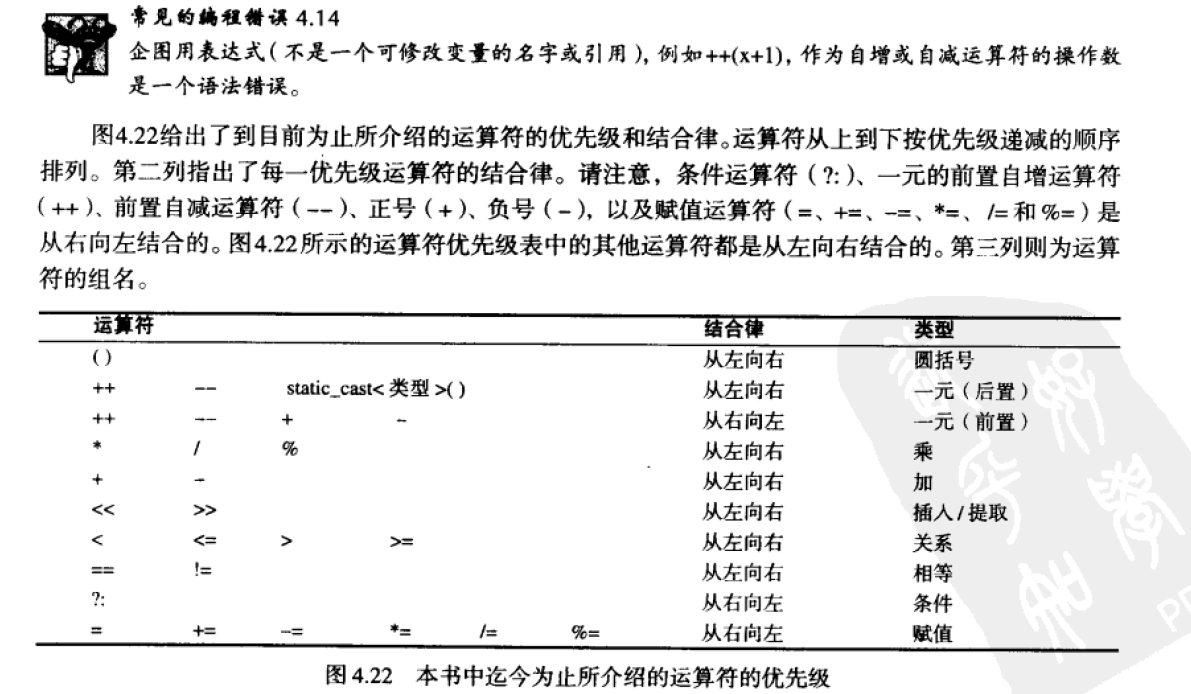 常见的编程错误 4.14
企图用表达式(不是一个可修改变量的名字或引用), 例如++(x+1), 作为自增或自减运算符的操作数
是一个语法错误。
图4.22给出了到目前为止所介绍的运算符的优先级和结合律。运算符从上到下按优先级递减的顺序
排列。第二列指出了每一优先级运算符的结合律。请注意，条件运算符（?:）、一元的前置自增运算符
（++）、前置自减运算符（--）、正号（+）、负号（-），以及赋值运算符（=、+=、-=、*=、/=和%=）是
从右向左结合的。图4.22所示的运算符优先级表中的其他运算符都是从左向右结合的。第三列则为运算
符的组名。
运算符 结合律 类型
() 从左向右 圆括号
++ -- static_cast<类型>() 从左向右 一元（后置）
++ -- + - 从右向左 一元（前置）
* / % 从左向右 乘
+ - 从左向右 加
<< >> 从左向右 插入/提取
< <= > >= 从左向右 关系
== != 从左向右 相等
?: 从右向左 条件
= += -= *= /= %= 从右向左 赋值
图 4.22 本书中迄今为止所介绍的运算符的优先级